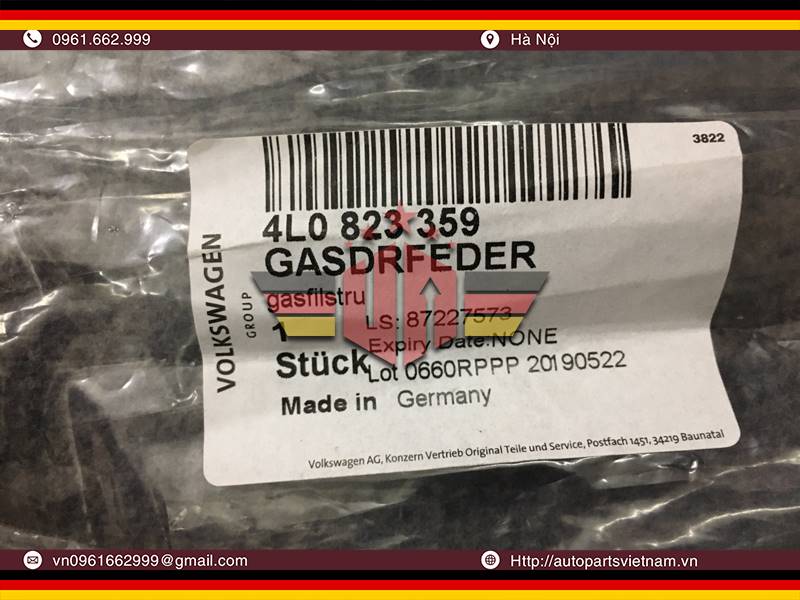 0961.662.999
Hà Nội
3822
4L0 823 359
GASDRFEDER
gasfilstru
1
LS: 87227573
Expiry Date:NONE
Stück
Lot 0660RPPP 20190522
Made in Germany
VOLKSWAGEN
GROUP
Volkswagen AG, Konzern Vertrieb Original Teile und Service, Postfach 1451, 34219 Baunatal
vn0961662999@gmail.com
Http://autopartsvietnam.vn